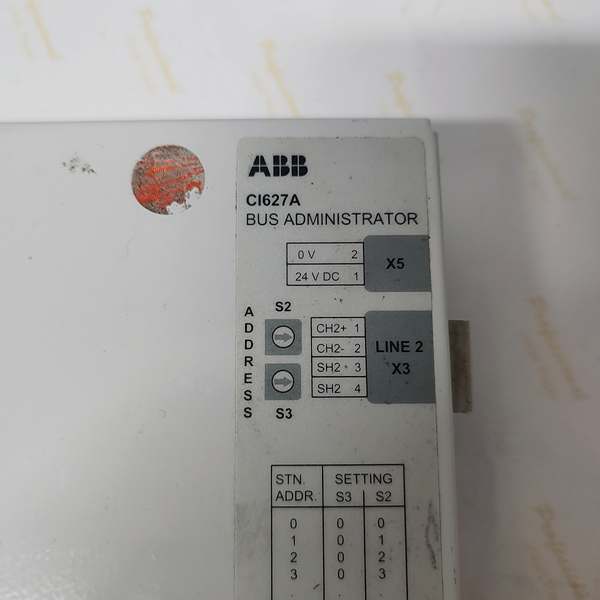 ABB
CI627A
BUS ADMINISTRATOR
0 V 2
24 V DC 1
X5
ADDRESS
S2
S3
CH2+ 1
CH2- 2
SH2 3
SH2 4
LINE 2
X3
STN. ADDR. SETTING
S3 S2
0 0 0
1 0 1
2 0 2
3 0 3